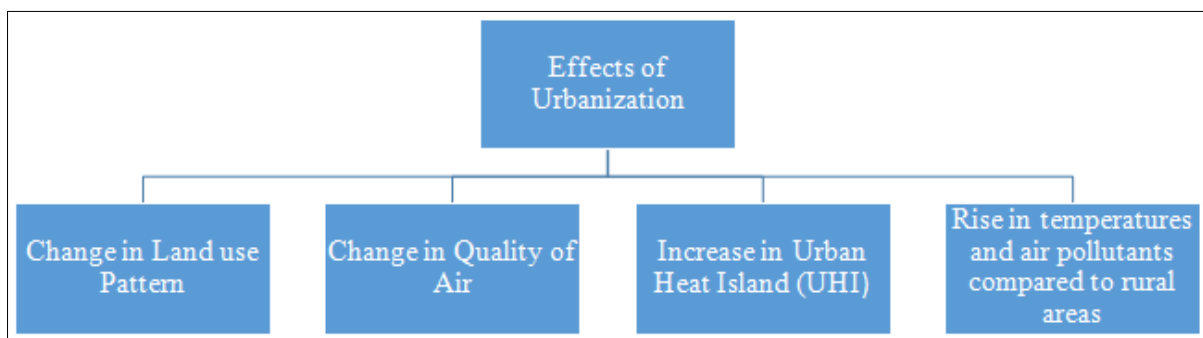 Effects of
Urbanization
Change in Land use
Pattern
Change in Quality of
Air
Increase in Urban
Heat Island (UHI)
Rise in temperatures
and air pollutants
compared to rural
areas